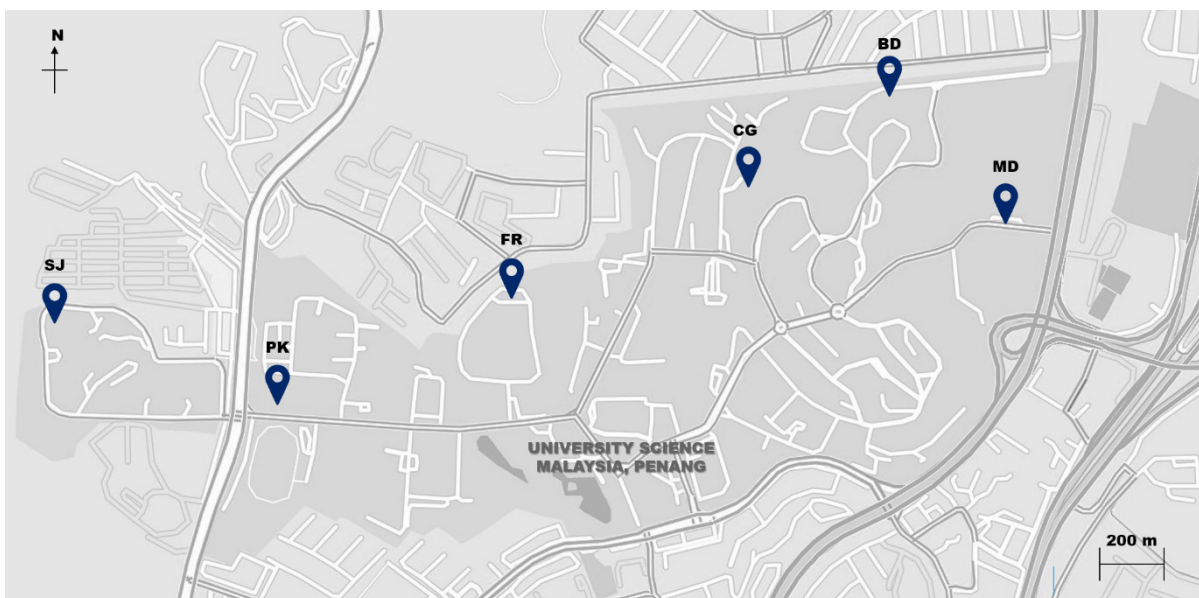 N
BD
CG
MD
FR
SJ
PK
UNIVERSITY SCIENCE
MALAYSIA, PENANG
200 m